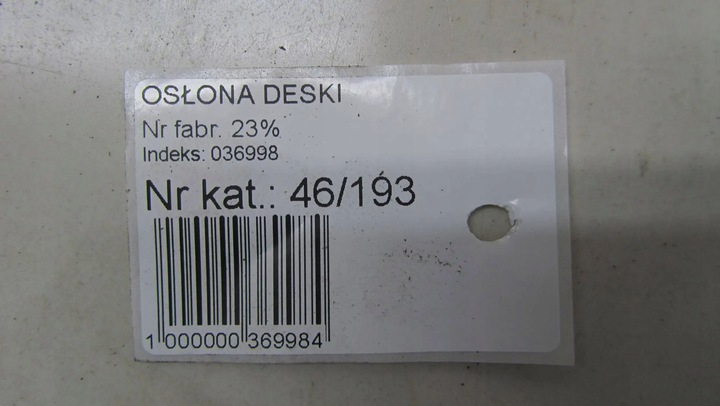 OSŁONA DESKI
Nr fabr. 23%
Indeks: 036998
Nr kat.: 46/193
1 000000 369984